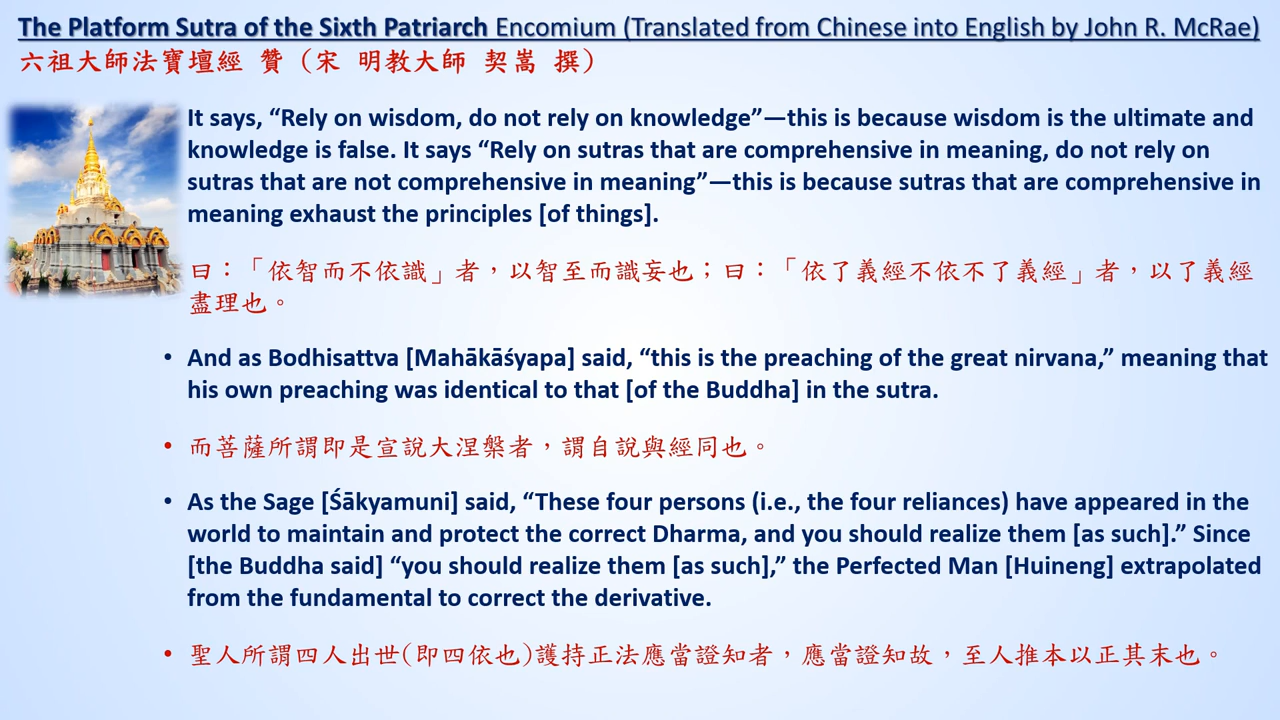 The Platform Sutra of the Sixth Patriarch Encomium (Translated from Chinese into English by John R. McRae)
六祖大師法寶壇經 贊 (宋 明教大師 契嵩 撰)
It says, “Rely on wisdom, do not rely on knowledge”—this is because wisdom is the ultimate and
knowledge is false. It says “Rely on sutras that are comprehensive in meaning, do not rely on
sutras that are not comprehensive in meaning”—this is because sutras that are comprehensive in
meaning exhaust the principles [of things].
曰：「依智而不依識」者，以智至而識妄也；曰：「依了義經不依不了義經」者，以了義經
盡理也。
• And as Bodhisattva [Mahākāśyapa] said, “this is the preaching of the great nirvana,” meaning that
his own preaching was identical to that [of the Buddha] in the sutra.
• 而菩薩所謂即是宣說大涅槃者，謂自說與經同也。
• As the Sage [Śākyamuni] said, “These four persons (i.e., the four reliances) have appeared in the
world to maintain and protect the correct Dharma, and you should realize them [as such].” Since
[the Buddha said] “you should realize them [as such],” the Perfected Man [Huineng] extrapolated
from the fundamental to correct the derivative.
• 聖人所謂四人出世(即四依也)護持正法應當證知者，應當證知故，至人推本以正其末也。